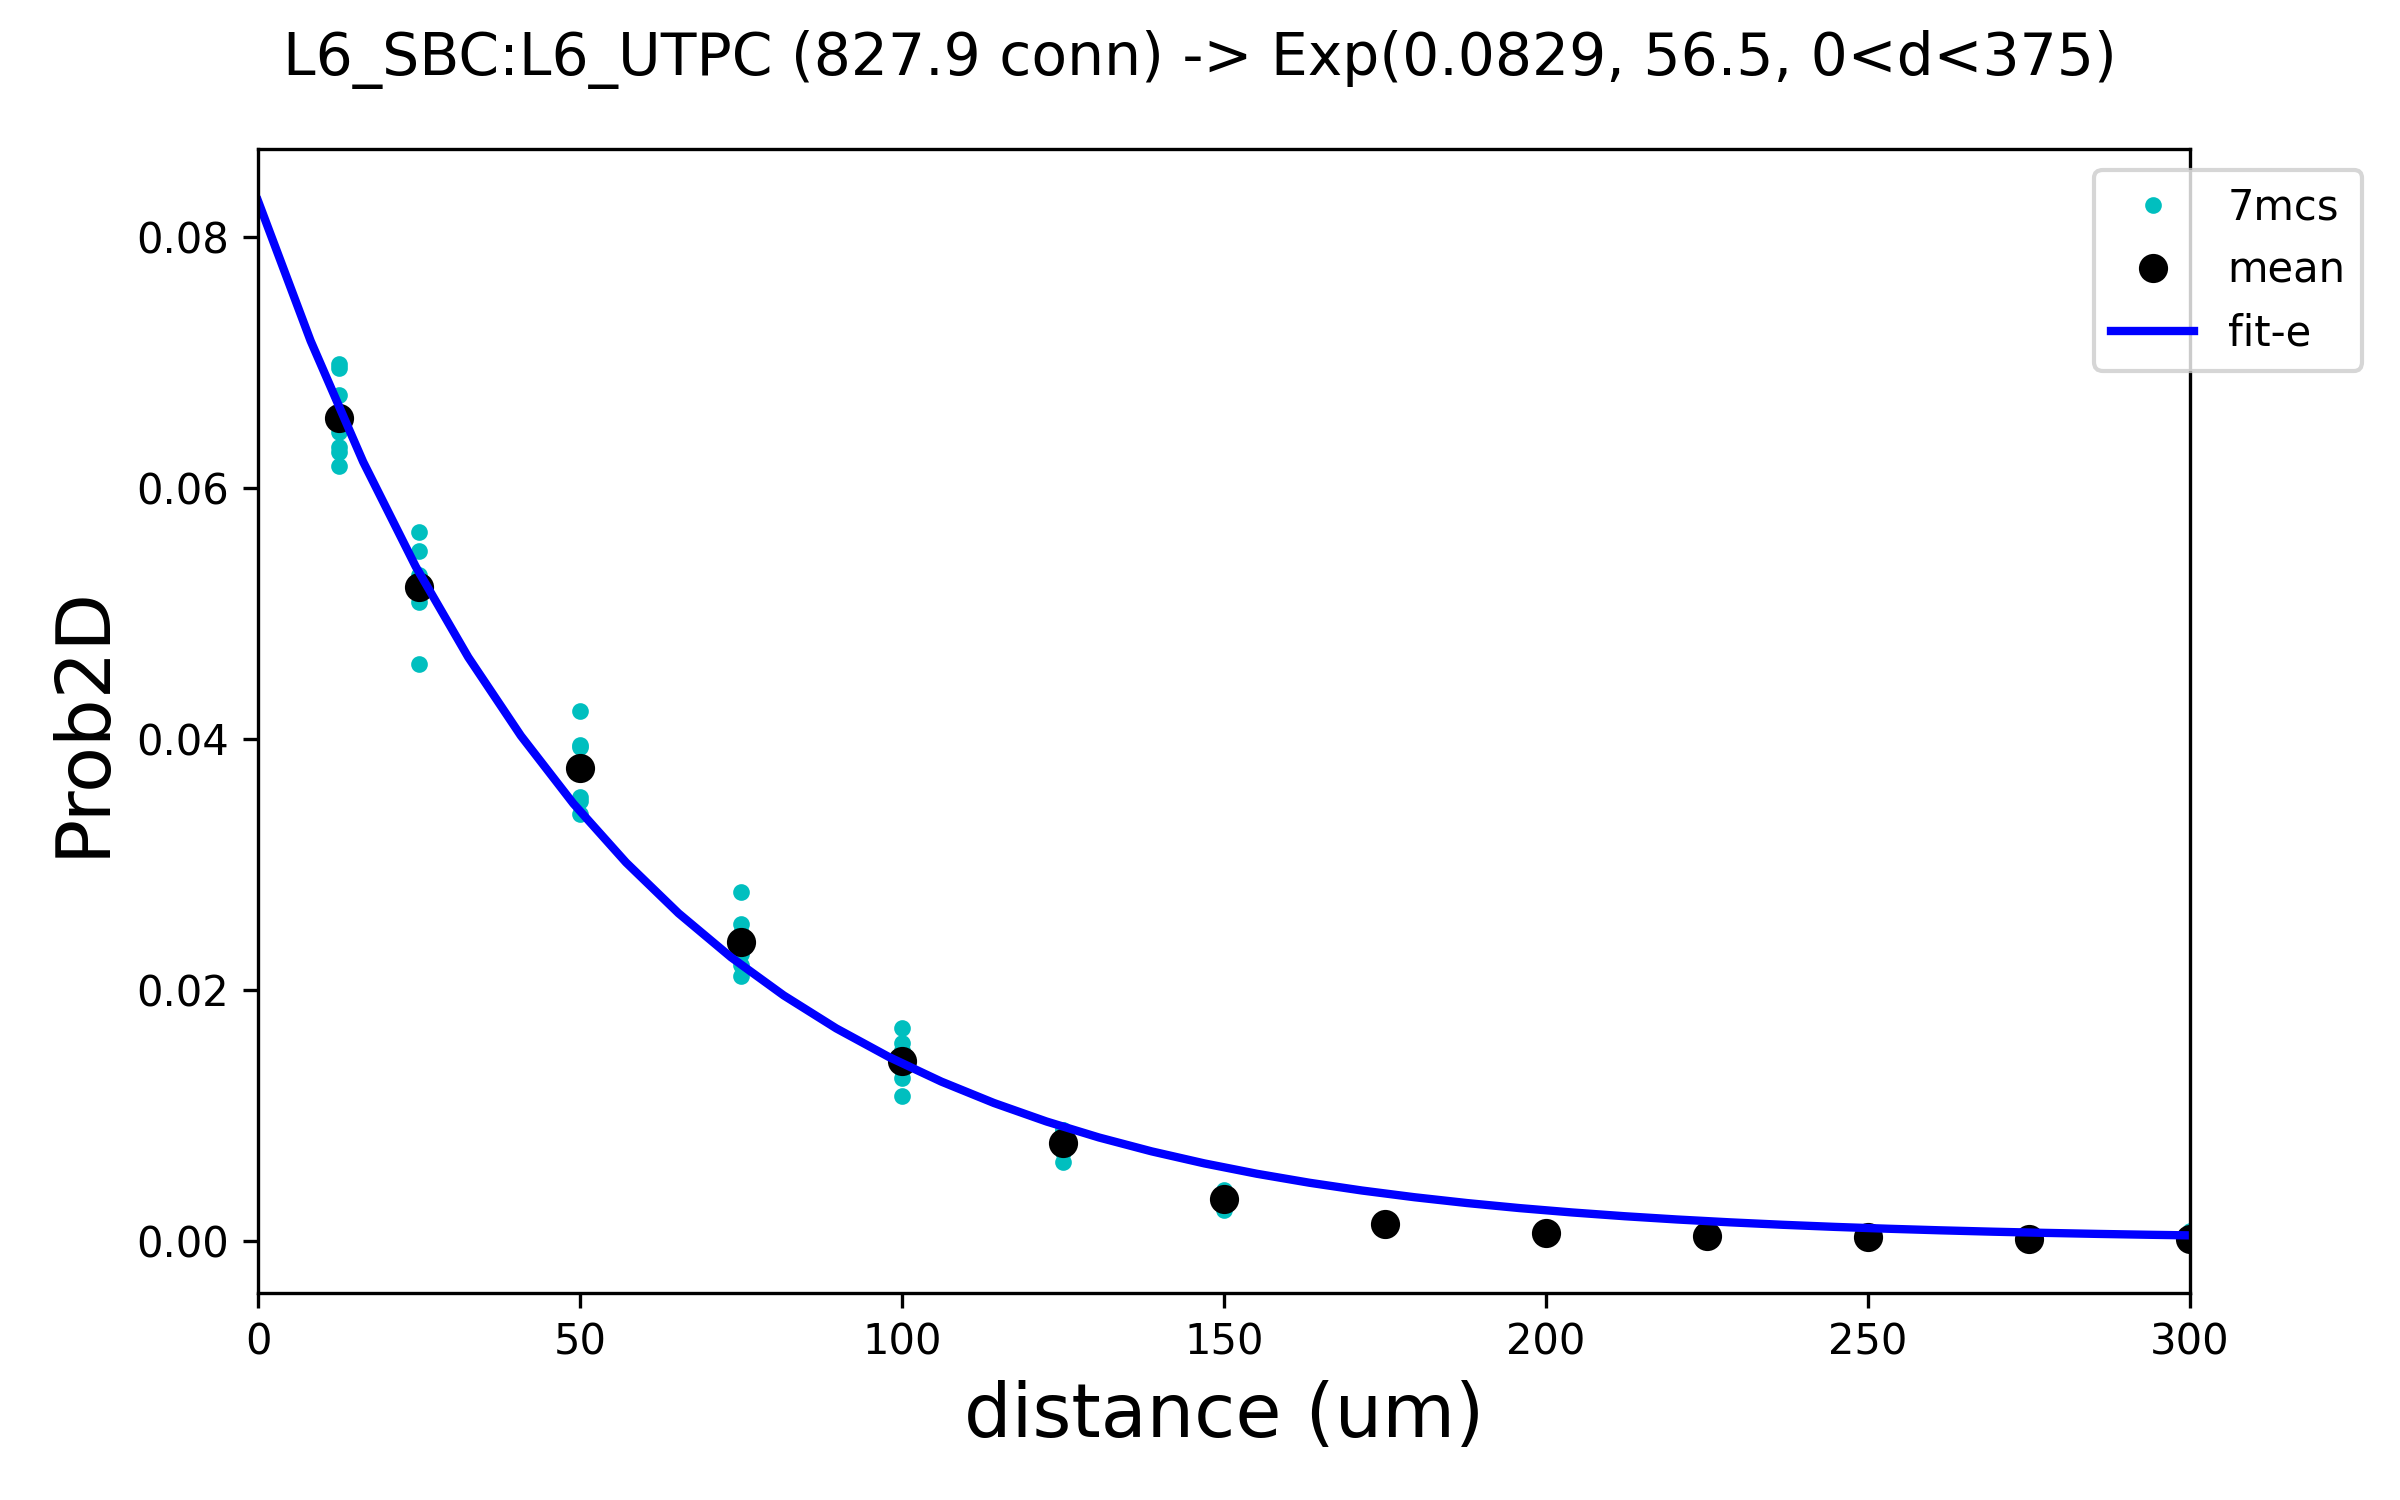 L6_SBC:L6_UTPC (827.9 conn) -> Exp(0.0829, 56.5, 0<d<375)
7mcs
mean
fit-e
Prob2D
0.08
0.06
0.04
0.02
0.00
0 50 100 150 200 250 300
distance (um)